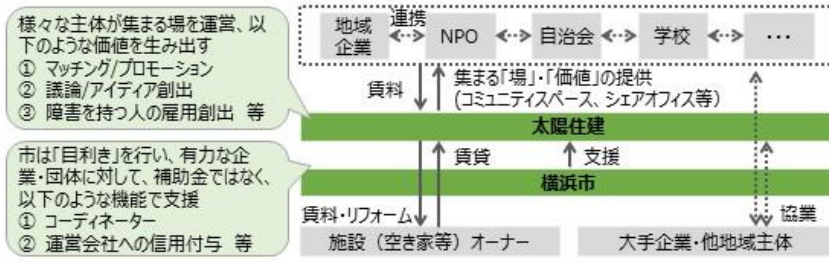 様々な主体が集まる場を運営、以
下のような価値を生み出す
① マッチング/プロモーション
② 議論/アイディア創出
③ 障害を持つ人の雇用創出 等
市は「目利き」を行い、有力な企
業・団体に対して、補助金ではなく、
以下のような機能で支援
① コーディネーター
② 運営会社への信用付与 等
地域
企業
連携
NPO
自治会
学校
・・・
賃料
集まる「場」・「価値」の提供
(コミュニティスペース、シェアオフィス等)
太陽住建
賃貸
支援
横浜市
賃料・リフォーム
協業
施設（空き家等）オーナー
大手企業・他地域主体